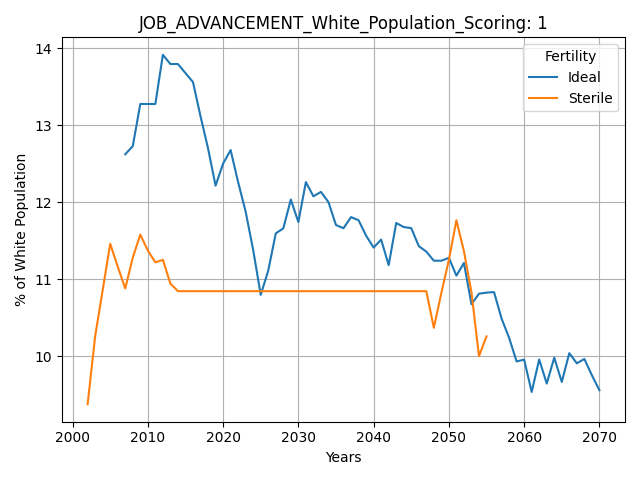 JOB_ADVANCEMENT_White_Population_Scoring: 1
Fertility
Ideal
Sterile
% of White Population
14
13
12
11
10
2000 2010 2020 2030 2040 2050 2060 2070
Years